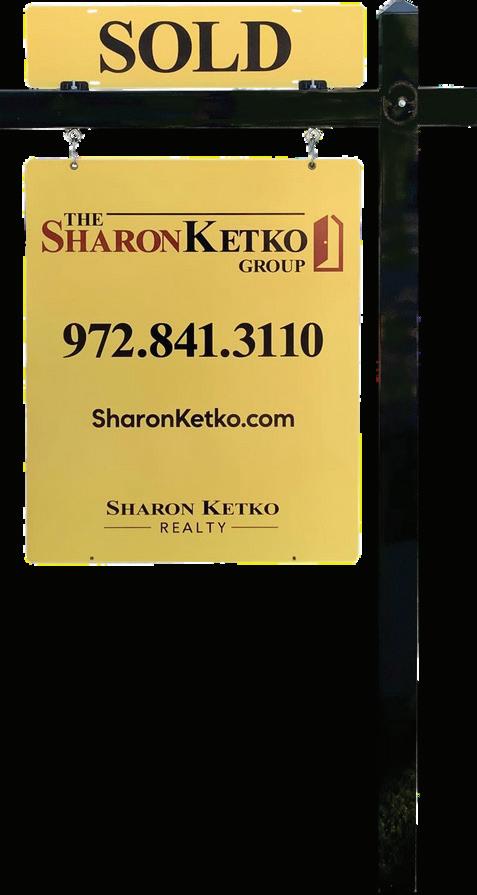 SOLD
THE
SHARONKETKO
GROUP
972.841.3110
SharonKetko.com
SHARON KETKO
REALTY